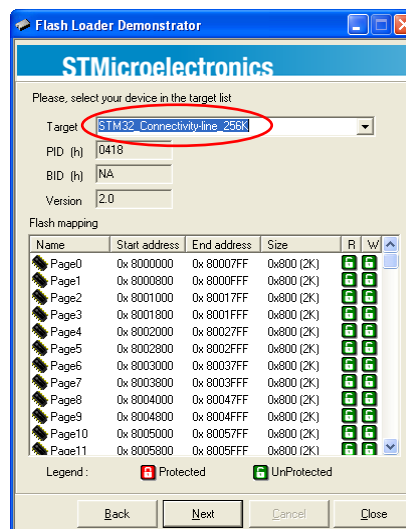 Flash Loader Demonstrator
STMicroelectronics
Please, select your device in the target list
Target STM32_Connectivity-line_256K
PID (h) 0418
BID (h) NA
Version 2.0
Flash mapping
Name Start address End address Size R W
Page0 0x 8000000 0x 80007FF 0x800 (2K)
Page1 0x 8000800 0x 8000FFF 0x800 (2K)
Page2 0x 8001000 0x 80017FF 0x800 (2K)
Page3 0x 8001800 0x 8001FFF 0x800 (2K)
Page4 0x 8002000 0x 80027FF 0x800 (2K)
Page5 0x 8002800 0x 8002FFF 0x800 (2K)
Page6 0x 8003000 0x 80037FF 0x800 (2K)
Page7 0x 8003800 0x 8003FFF 0x800 (2K)
Page8 0x 8004000 0x 80047FF 0x800 (2K)
Page9 0x 8004800 0x 8004FFF 0x800 (2K)
Page10 0x 8005000 0x 80057FF 0x800 (2K)
Page11 0x 8005800 0x 8005FFF 0x800 (2K)
Legend : Protected UnProtected
Back Next Cancel Close